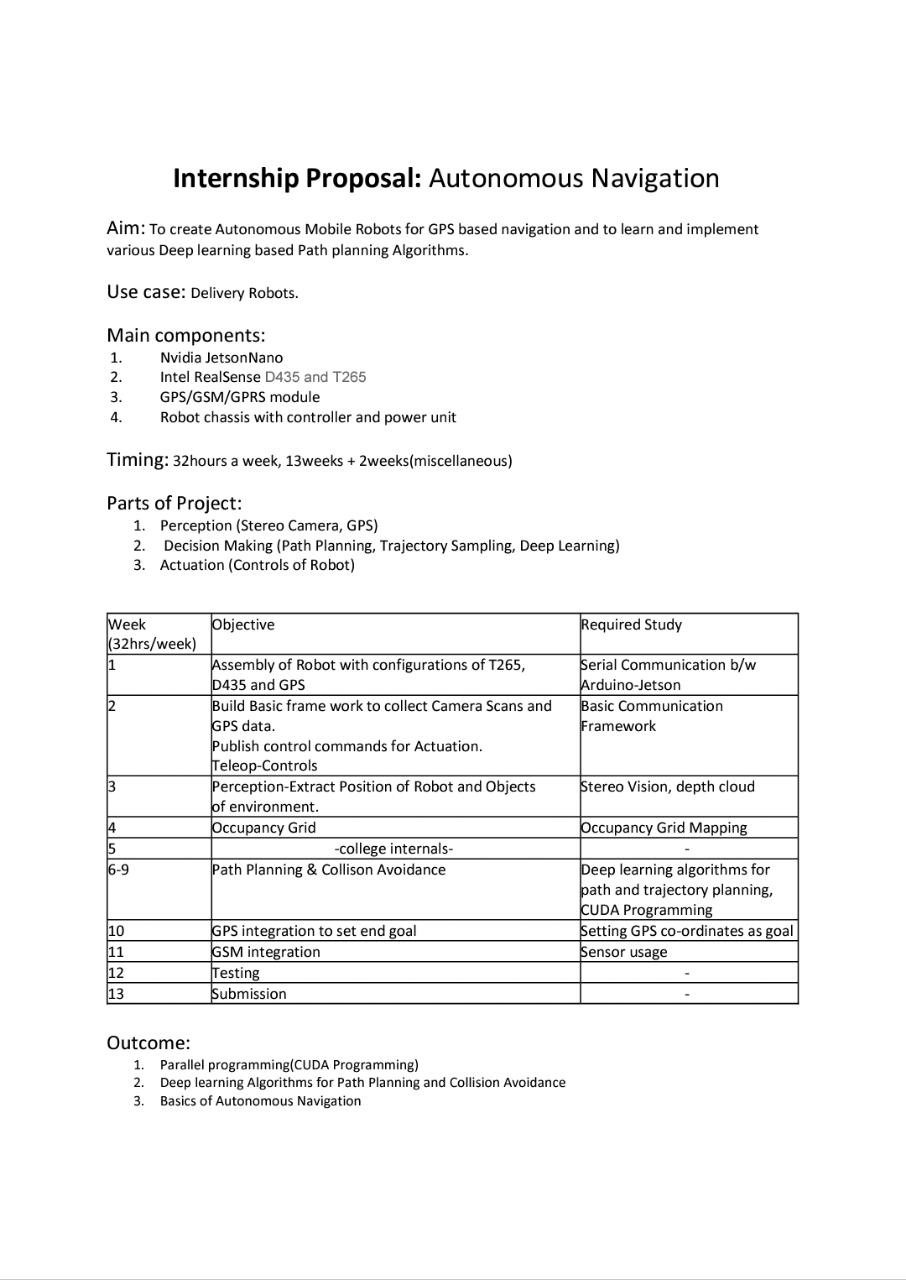 Internship Proposal: Autonomous Navigation
Aim: To create Autonomous Mobile Robots for GPS based navigation and to learn and implement
various Deep learning based Path planning Algorithms.
Use case: Delivery Robots.
Main components:
1. Nvidia JetsonNano
2. Intel RealSense D435 and T265
3. GPS/GSM/GPRS module
4. Robot chassis with controller and power unit
Timing: 32hours a week, 13weeks + 2weeks(miscellaneous)
Parts of Project:
1. Perception (Stereo Camera, GPS)
2. Decision Making (Path Planning, Trajectory Sampling, Deep Learning)
3. Actuation (Controls of Robot)
Week Objective Required Study
(32hrs/week)
1 Assembly of Robot with configurations of T265, Serial Communication b/w
D435 and GPS Arduino-Jetson
2 Build Basic frame work to collect Camera Scans and Basic Communication
GPS data. Framework
Publish control commands for Actuation.
Teleop-Controls
3 Perception-Extract Position of Robot and Objects Stereo Vision, depth cloud
of environment.
4 Occupancy Grid Occupancy Grid Mapping
5 -college internals- -
6-9 Path Planning & Collison Avoidance Deep learning algorithms for
path and trajectory planning,
CUDA Programming
10 GPS integration to set end goal Setting GPS co-ordinates as goal
11 GSM integration Sensor usage
12 Testing -
13 Submission -
Outcome:
1. Parallel programming(CUDA Programming)
2. Deep learning Algorithms for Path Planning and Collision Avoidance
3. Basics of Autonomous Navigation